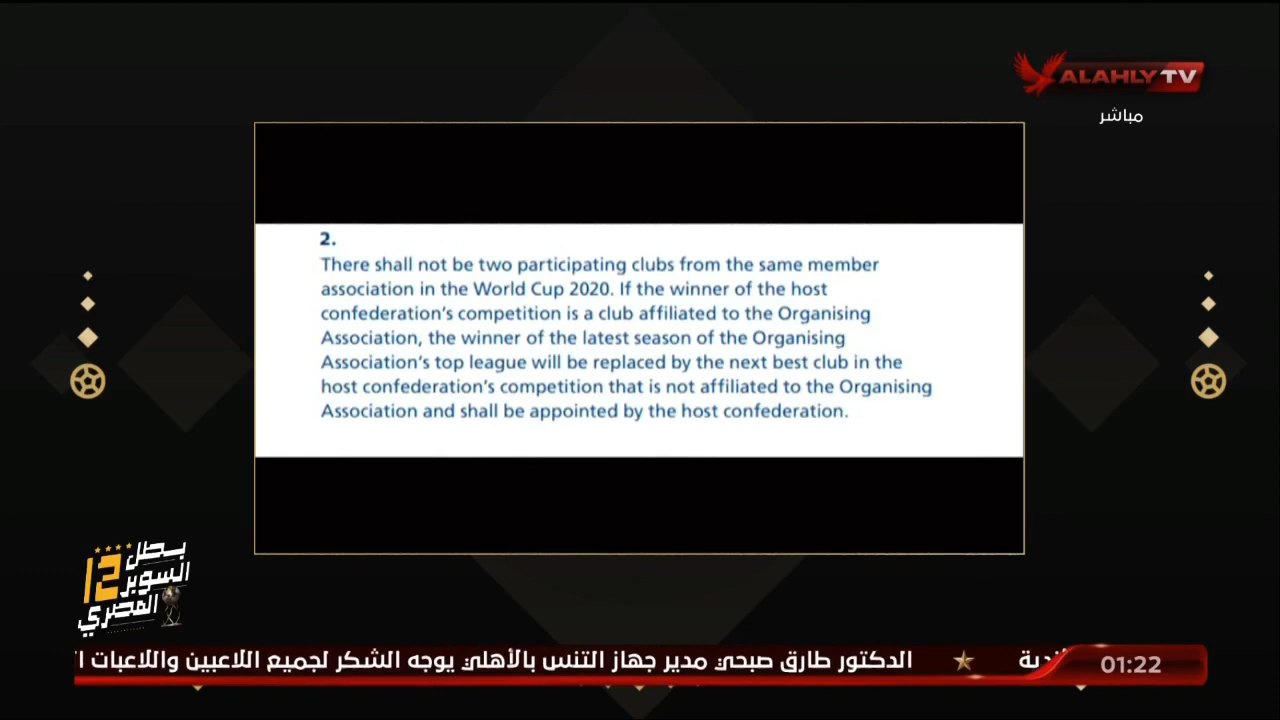 ALAHLY TV
مباشر
2.
There shall not be two participating clubs from the same member
association in the World Cup 2020. If the winner of the host
confederation's competition is a club affiliated to the Organising
Association, the winner of the latest season of the Organising
Association's top league will be replaced by the next best club in the
host confederation's competition that is not affiliated to the Organising
Association and shall be appointed by the host confederation.
بطل
السوبر 12
المصري
الدكتور طارق صبحي مدير جهاز التنس بالأهلي يوجه الشكر لجميع اللاعبين واللاعبات
01:22